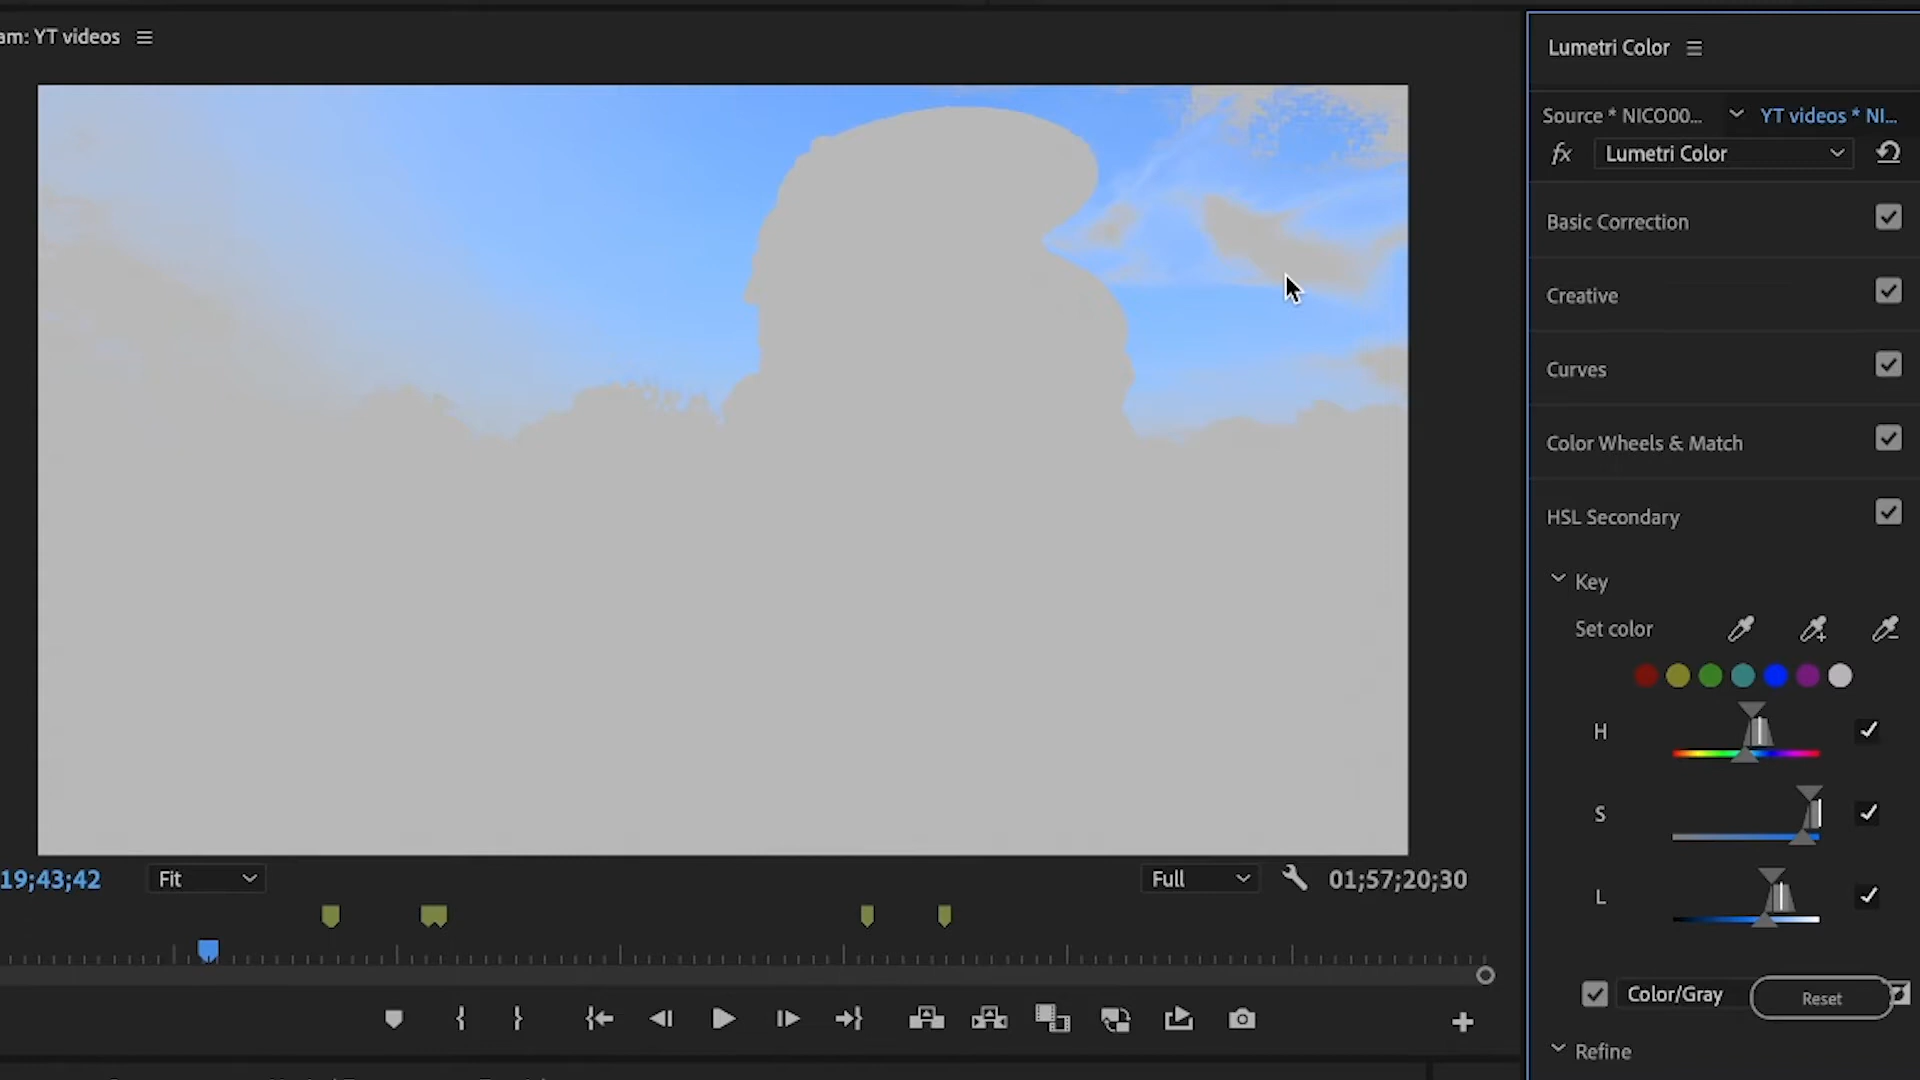 am: YT videos
Lumetri Color
Source * NICO00...
YT videos * NI...
fx
Lumetri Color
Basic Correction
Creative
Curves
Color Wheels & Match
HSL Secondary
Key
Set color
H
S
L
Color/Gray
Reset
Refine
19;43;42
Fit
Full
01;57;20;30